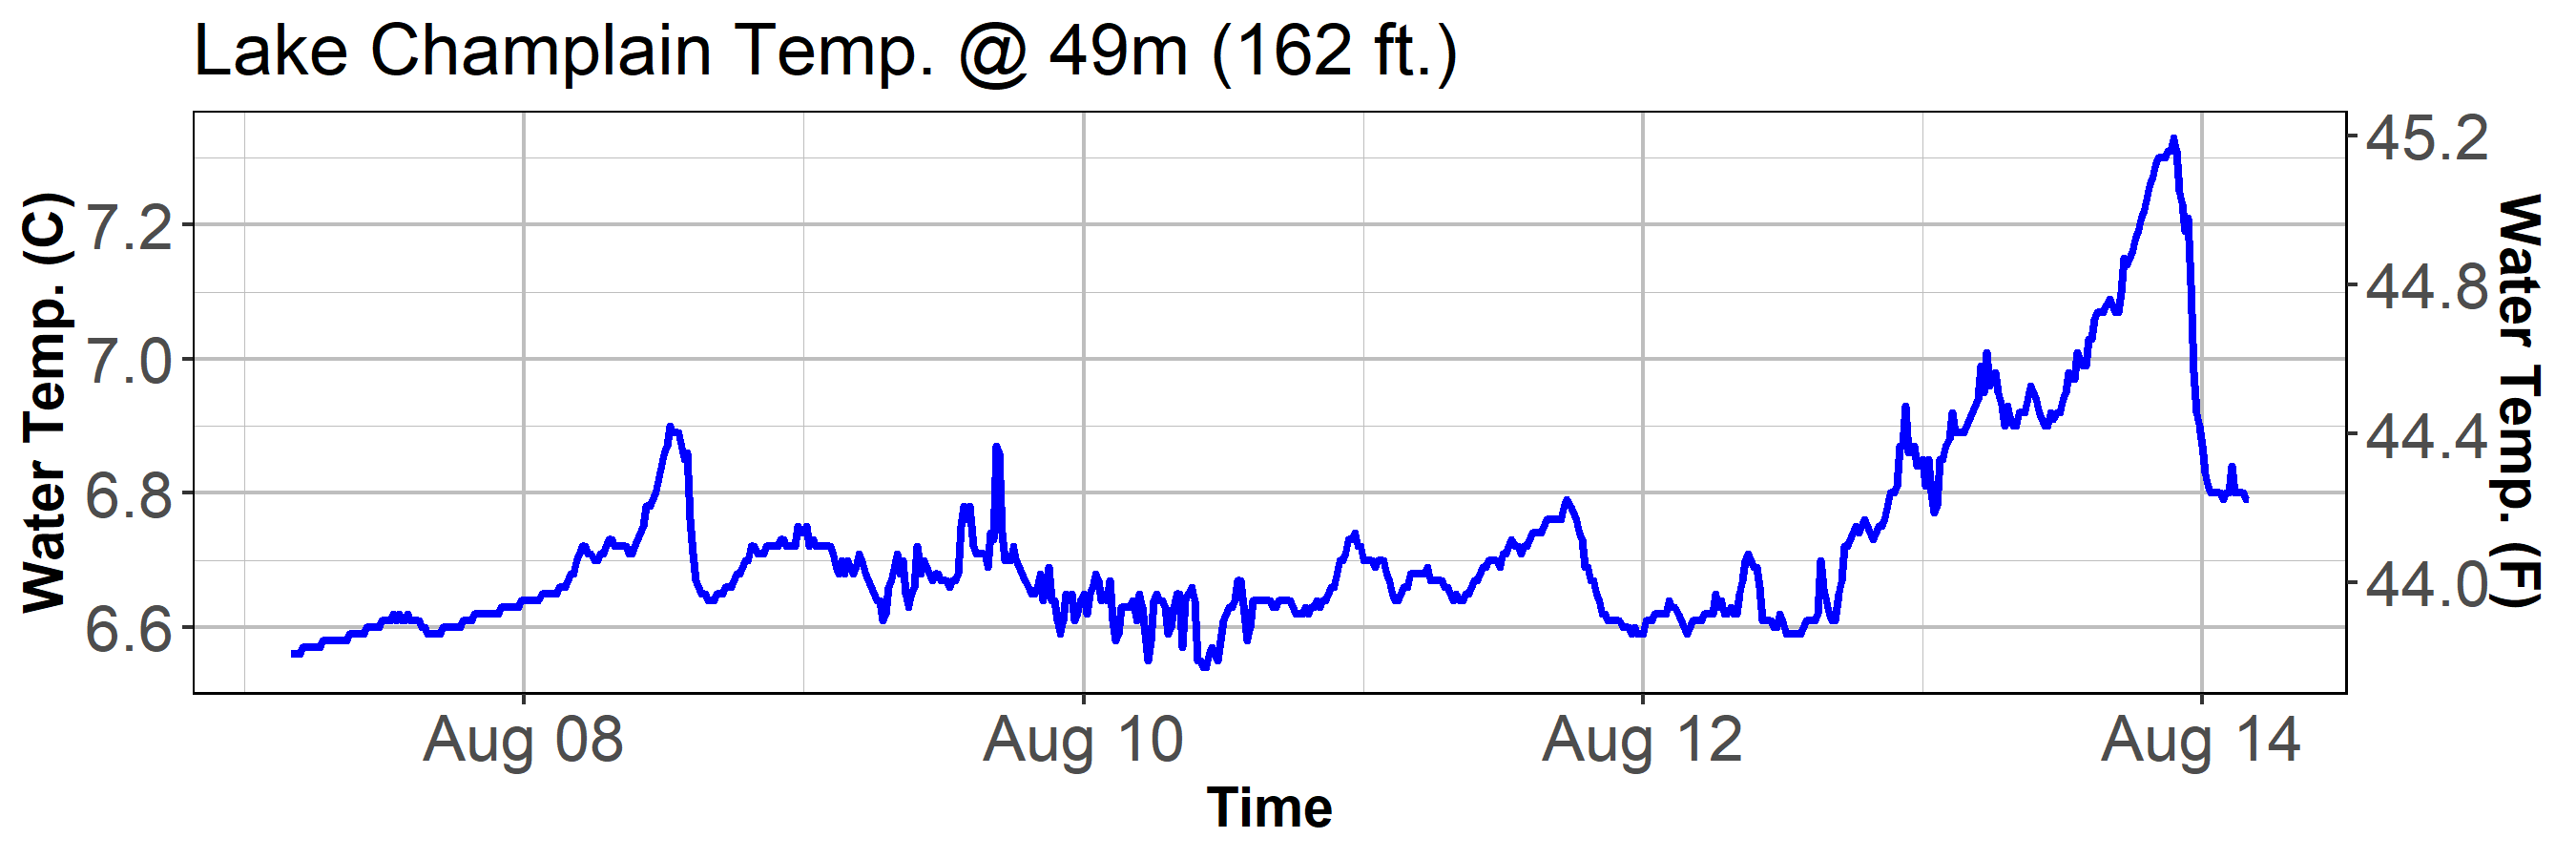 Lake Champlain Temp. @ 49m (162 ft.)
Water Temp. (C)
7.2
7.0
6.8
6.6
45.2
44.8
44.4
44.0
Water Temp. (F)
Aug 08
Aug 10
Aug 12
Aug 14
Time